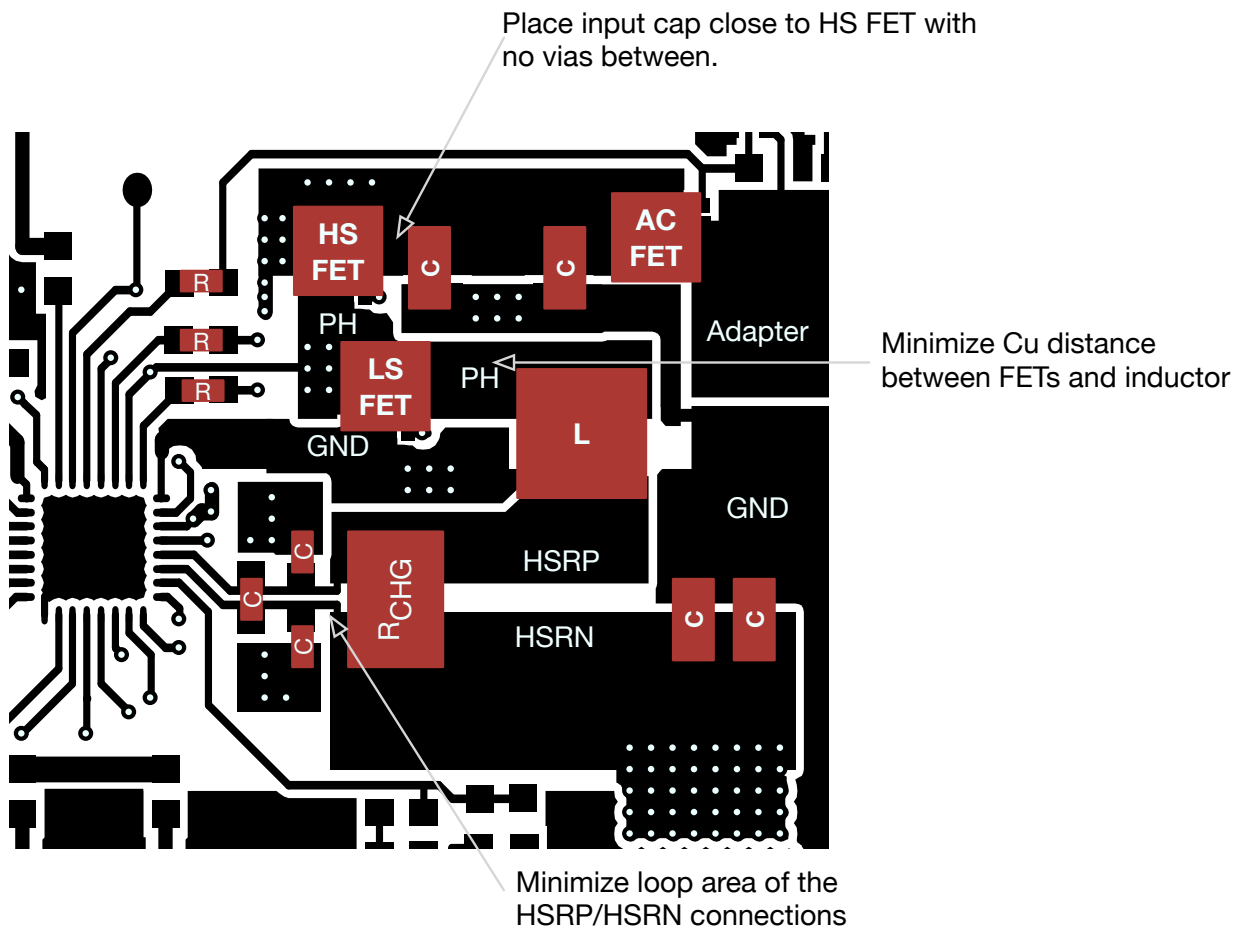 Place input cap close to HS FET with
no vias between.
HS
FET
C
C
AC
FET
R
PH
Adapter
R
Minimize Cu distance
between FETs and inductor
LS
FET
PH
R
L
GND
GND
C
HSRP
RCHG
C
C
HSRN
C
C
Minimize loop area of the
HSRP/HSRN connections